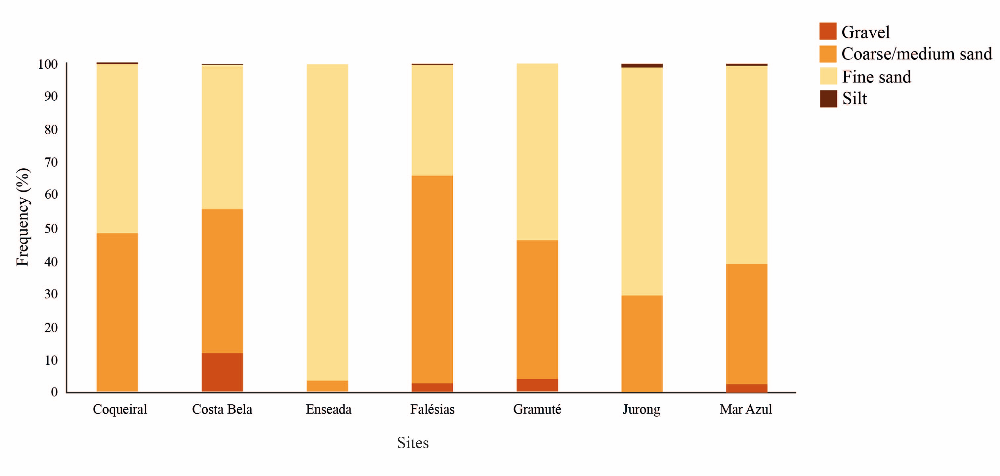 Gravel
Coarse/medium sand
Fine sand
Silt
Frequency (%)
100
90
80
70
60
50
40
30
20
10
0
Coqueiral
Costa Bela
Enseada
Falésias
Gramuté
Jurong
Mar Azul
Sites